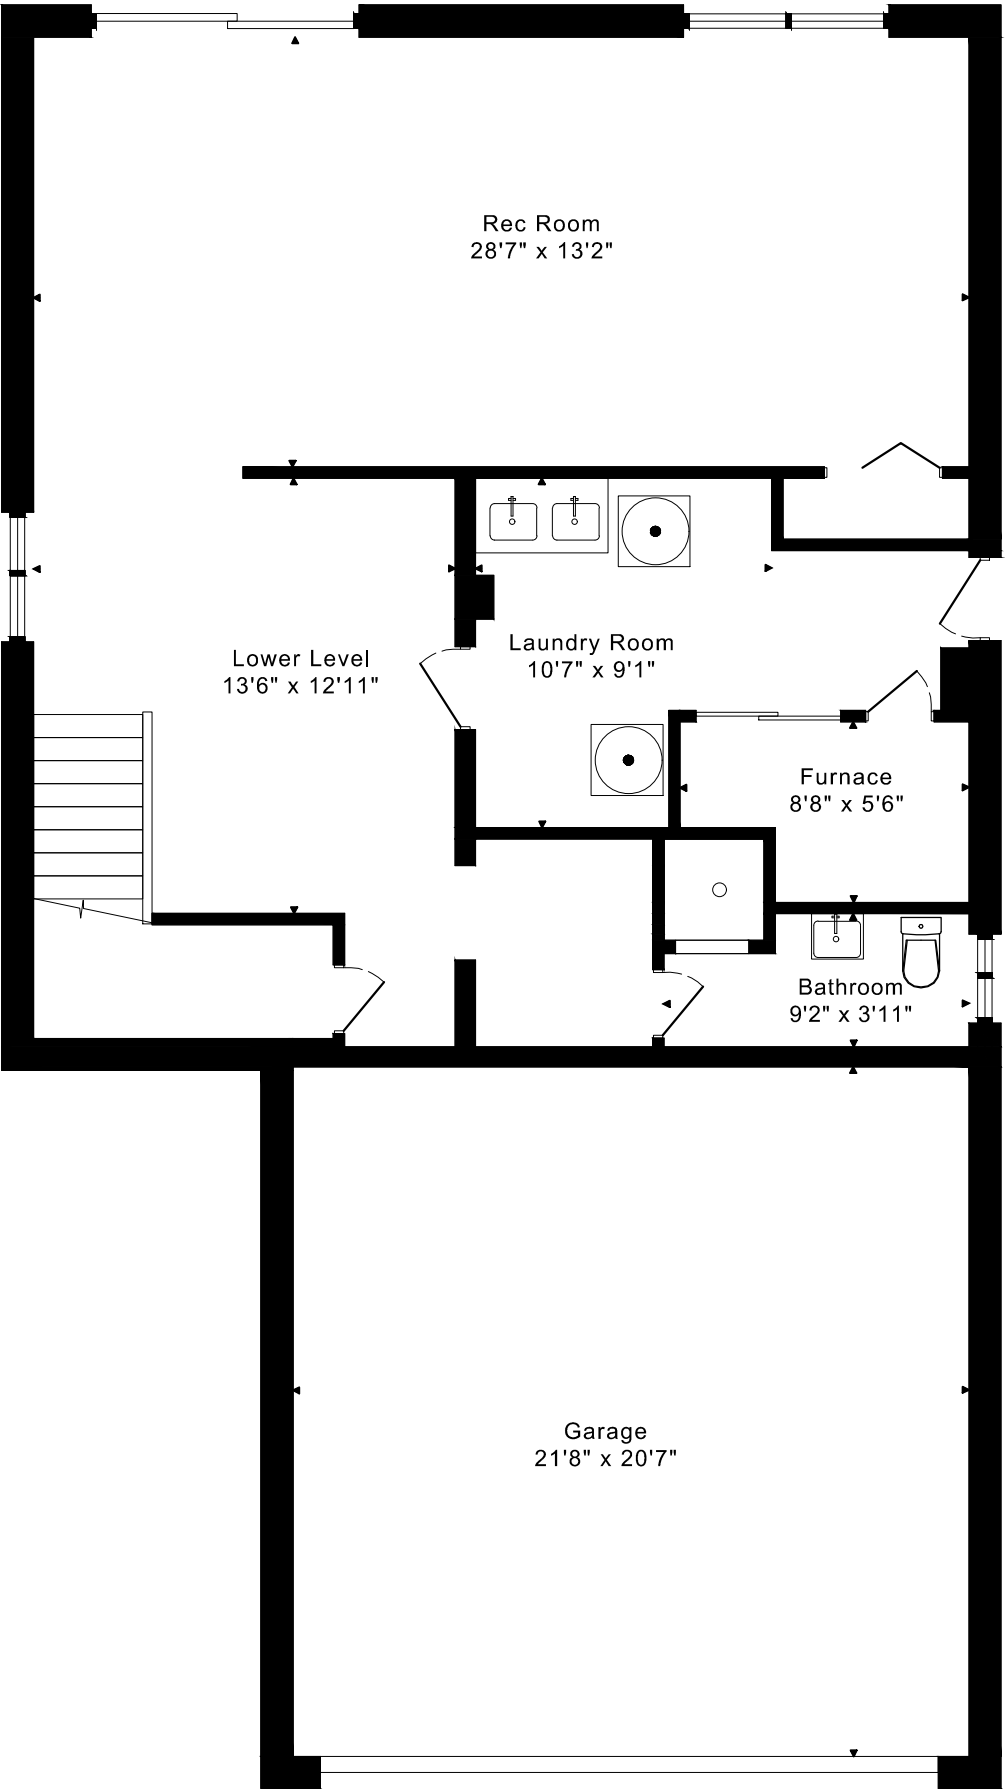 Rec Room
28'7" x 13'2"
Laundry Room
10'7" x 9'1"
Lower Level
13'6" x 12'11"
Furnace
8'8" x 5'6"
Bathroom
9'2" x 3'11"
Garage
21'8" x 20'7"